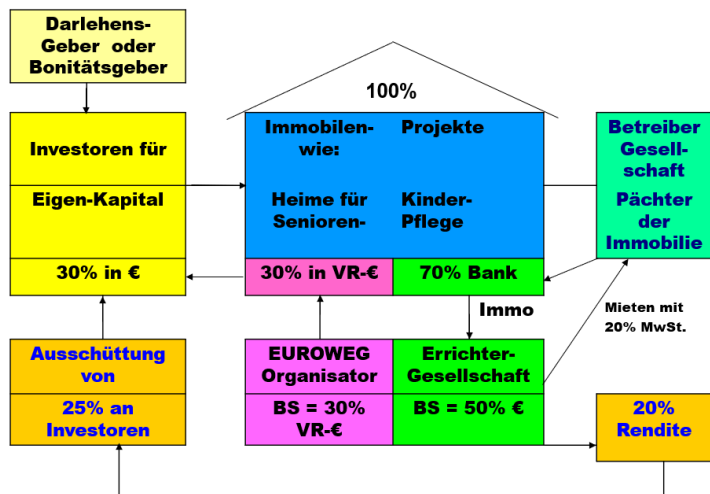 Darlehens-
Geber oder
Bonitätsgeber
100%
Investoren für
Eigen-Kapital
30% in €
Immobilen- Projekte
wie:
Heime für Kinder-
Senioren- Pflege
30% in VR-€
70% Bank
Betreiber
Gesell-
schaft
Pächter
der
Immobilie
Immo
Mieten mit
20% MwSt.
Ausschüttung
von
25% an
Investoren
EUROWEG
Organisator
BS = 30%
VR-€
Errichter-
Gesellschaft
BS = 50% €
20%
Rendite